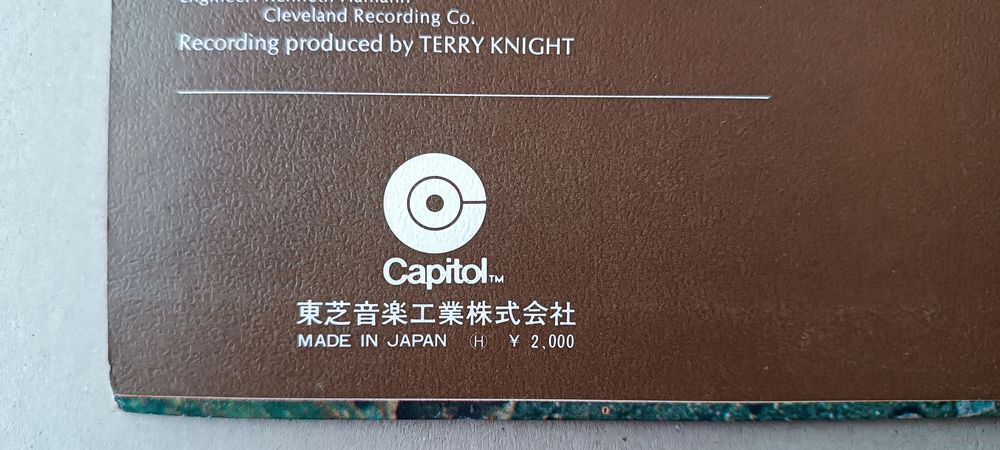 Cleveland Recording Co.
Recording produced by TERRY KNIGHT
Capitol™
東芝音楽工業株式会社
MADE IN JAPAN Ⓗ ¥ 2,000